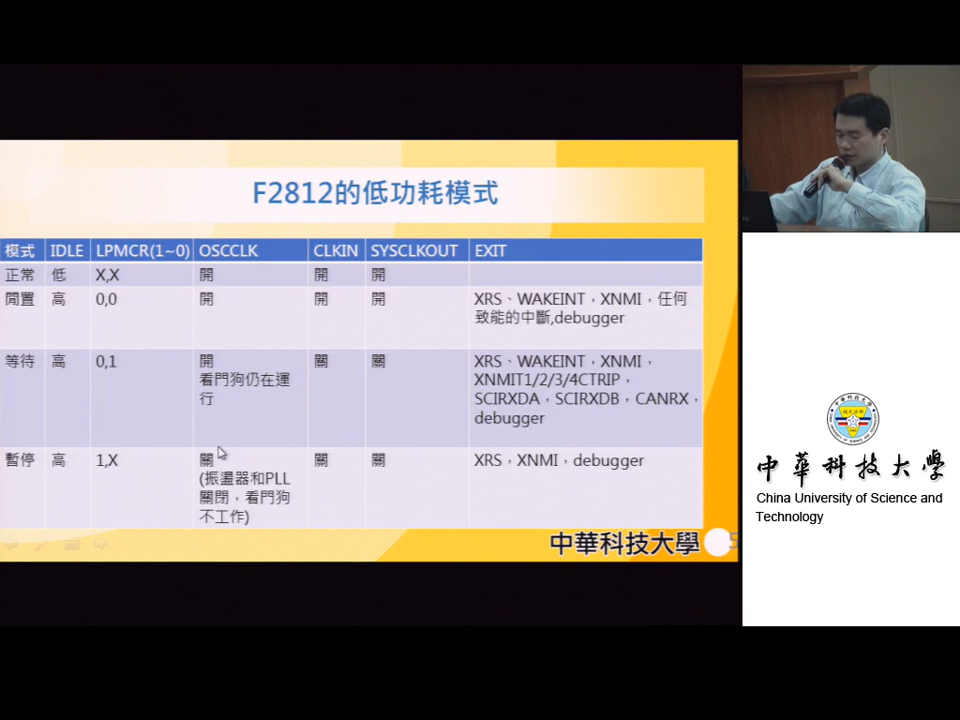 F2812的低功耗模式
模式 IDLE LPMCR(1~0) OSCCLK CLKIN SYSCLKOUT EXIT
正常 低 X,X 開 開 開
閒置 高 0,0 開 開 開 XRS、WAKEINT，XNMI，任何
致能的中斷,debugger
等待 高 0,1 開 關 關 XRS、WAKEINT，XNMI，
看門狗仍在運 XNMIT1/2/3/4CTRIP，
行 SCIRXDA，SCIRXDB，CANRX，
debugger
暫停 高 1,X 關 關 關 XRS，XNMI，debugger
(振盪器和PLL
關閉，看門狗
不工作)
中華科技大學
中華科技大學
China University of Science and
Technology